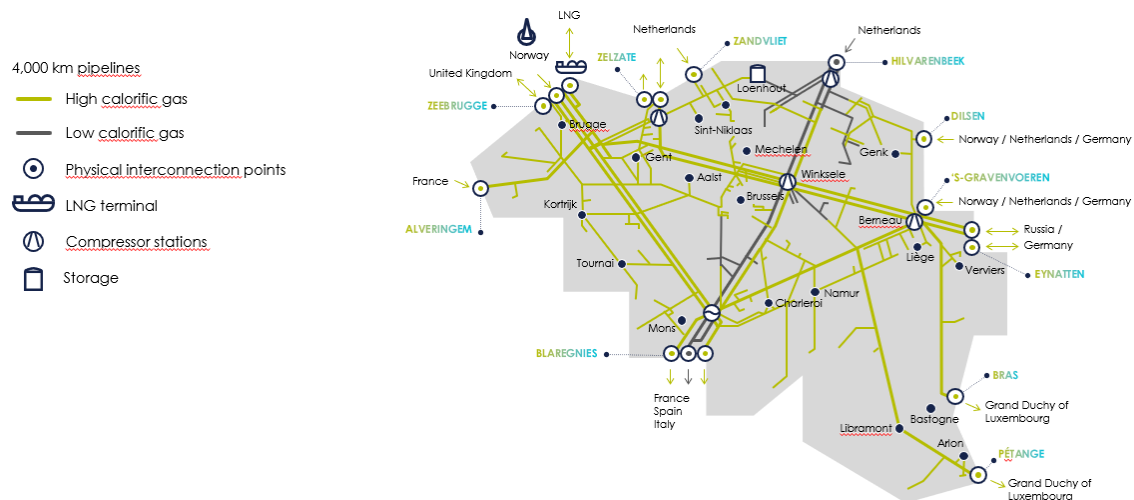 4,000 km pipelines
High calorific gas
Low calorific gas
Physical interconnection points
LNG terminal
Compressor stations
Storage
LNG
Norway
United Kingdom
ZEEBRUGGE
Brugge
ZELZATE
Netherlands
ZANDVLIET
Netherlands
HILVARENBEEK
Loenhout
Sint-Niklaas
DILSEN
Norway / Netherlands / Germany
Mechelen
Genk
Gent
Aalst
Winksele
'S-GRAVENVOEREN
Norway / Netherlands / Germany
France
ALVERINGEM
Kortrijk
Brussels
Berneau
Russia /
Germany
EYNATTEN
Liège
Verviers
Tournai
Namur
Charleroi
Mons
BLAREGNIES
France
Spain
Italy
BRAS
Grand Duchy of
Luxembourg
Bastogne
Libramont
Arlon
PÉTANGE
Grand Duchy of
Luxembourg